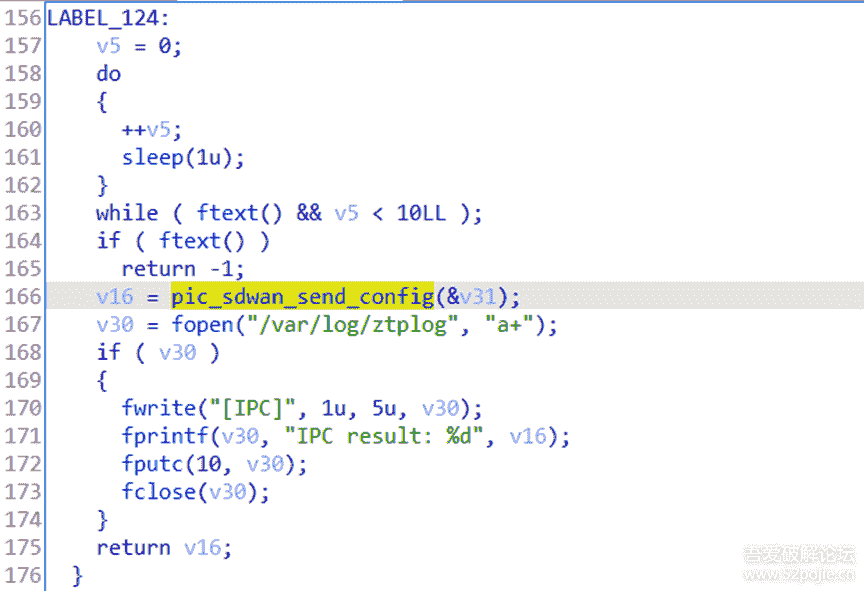 156 LABEL_124:
157 v5 = 0;
158 do
159 {
160 ++v5;
161 sleep(1u);
162 }
163 while ( ftext() && v5 < 10LL );
164 if ( ftext() )
165 return -1;
166 v16 = pic_sdwan_send_config(&v31);
167 v30 = fopen("/var/log/ztplog", "a+");
168 if ( v30 )
169 {
170 fwrite("[IPC]", 1u, 5u, v30);
171 fprintf(v30, "IPC result: %d", v16);
172 fputc(10, v30);
173 fclose(v30);
174 }
175 return v16;
176 }
吾爱破解论坛
www.52pojie.cn